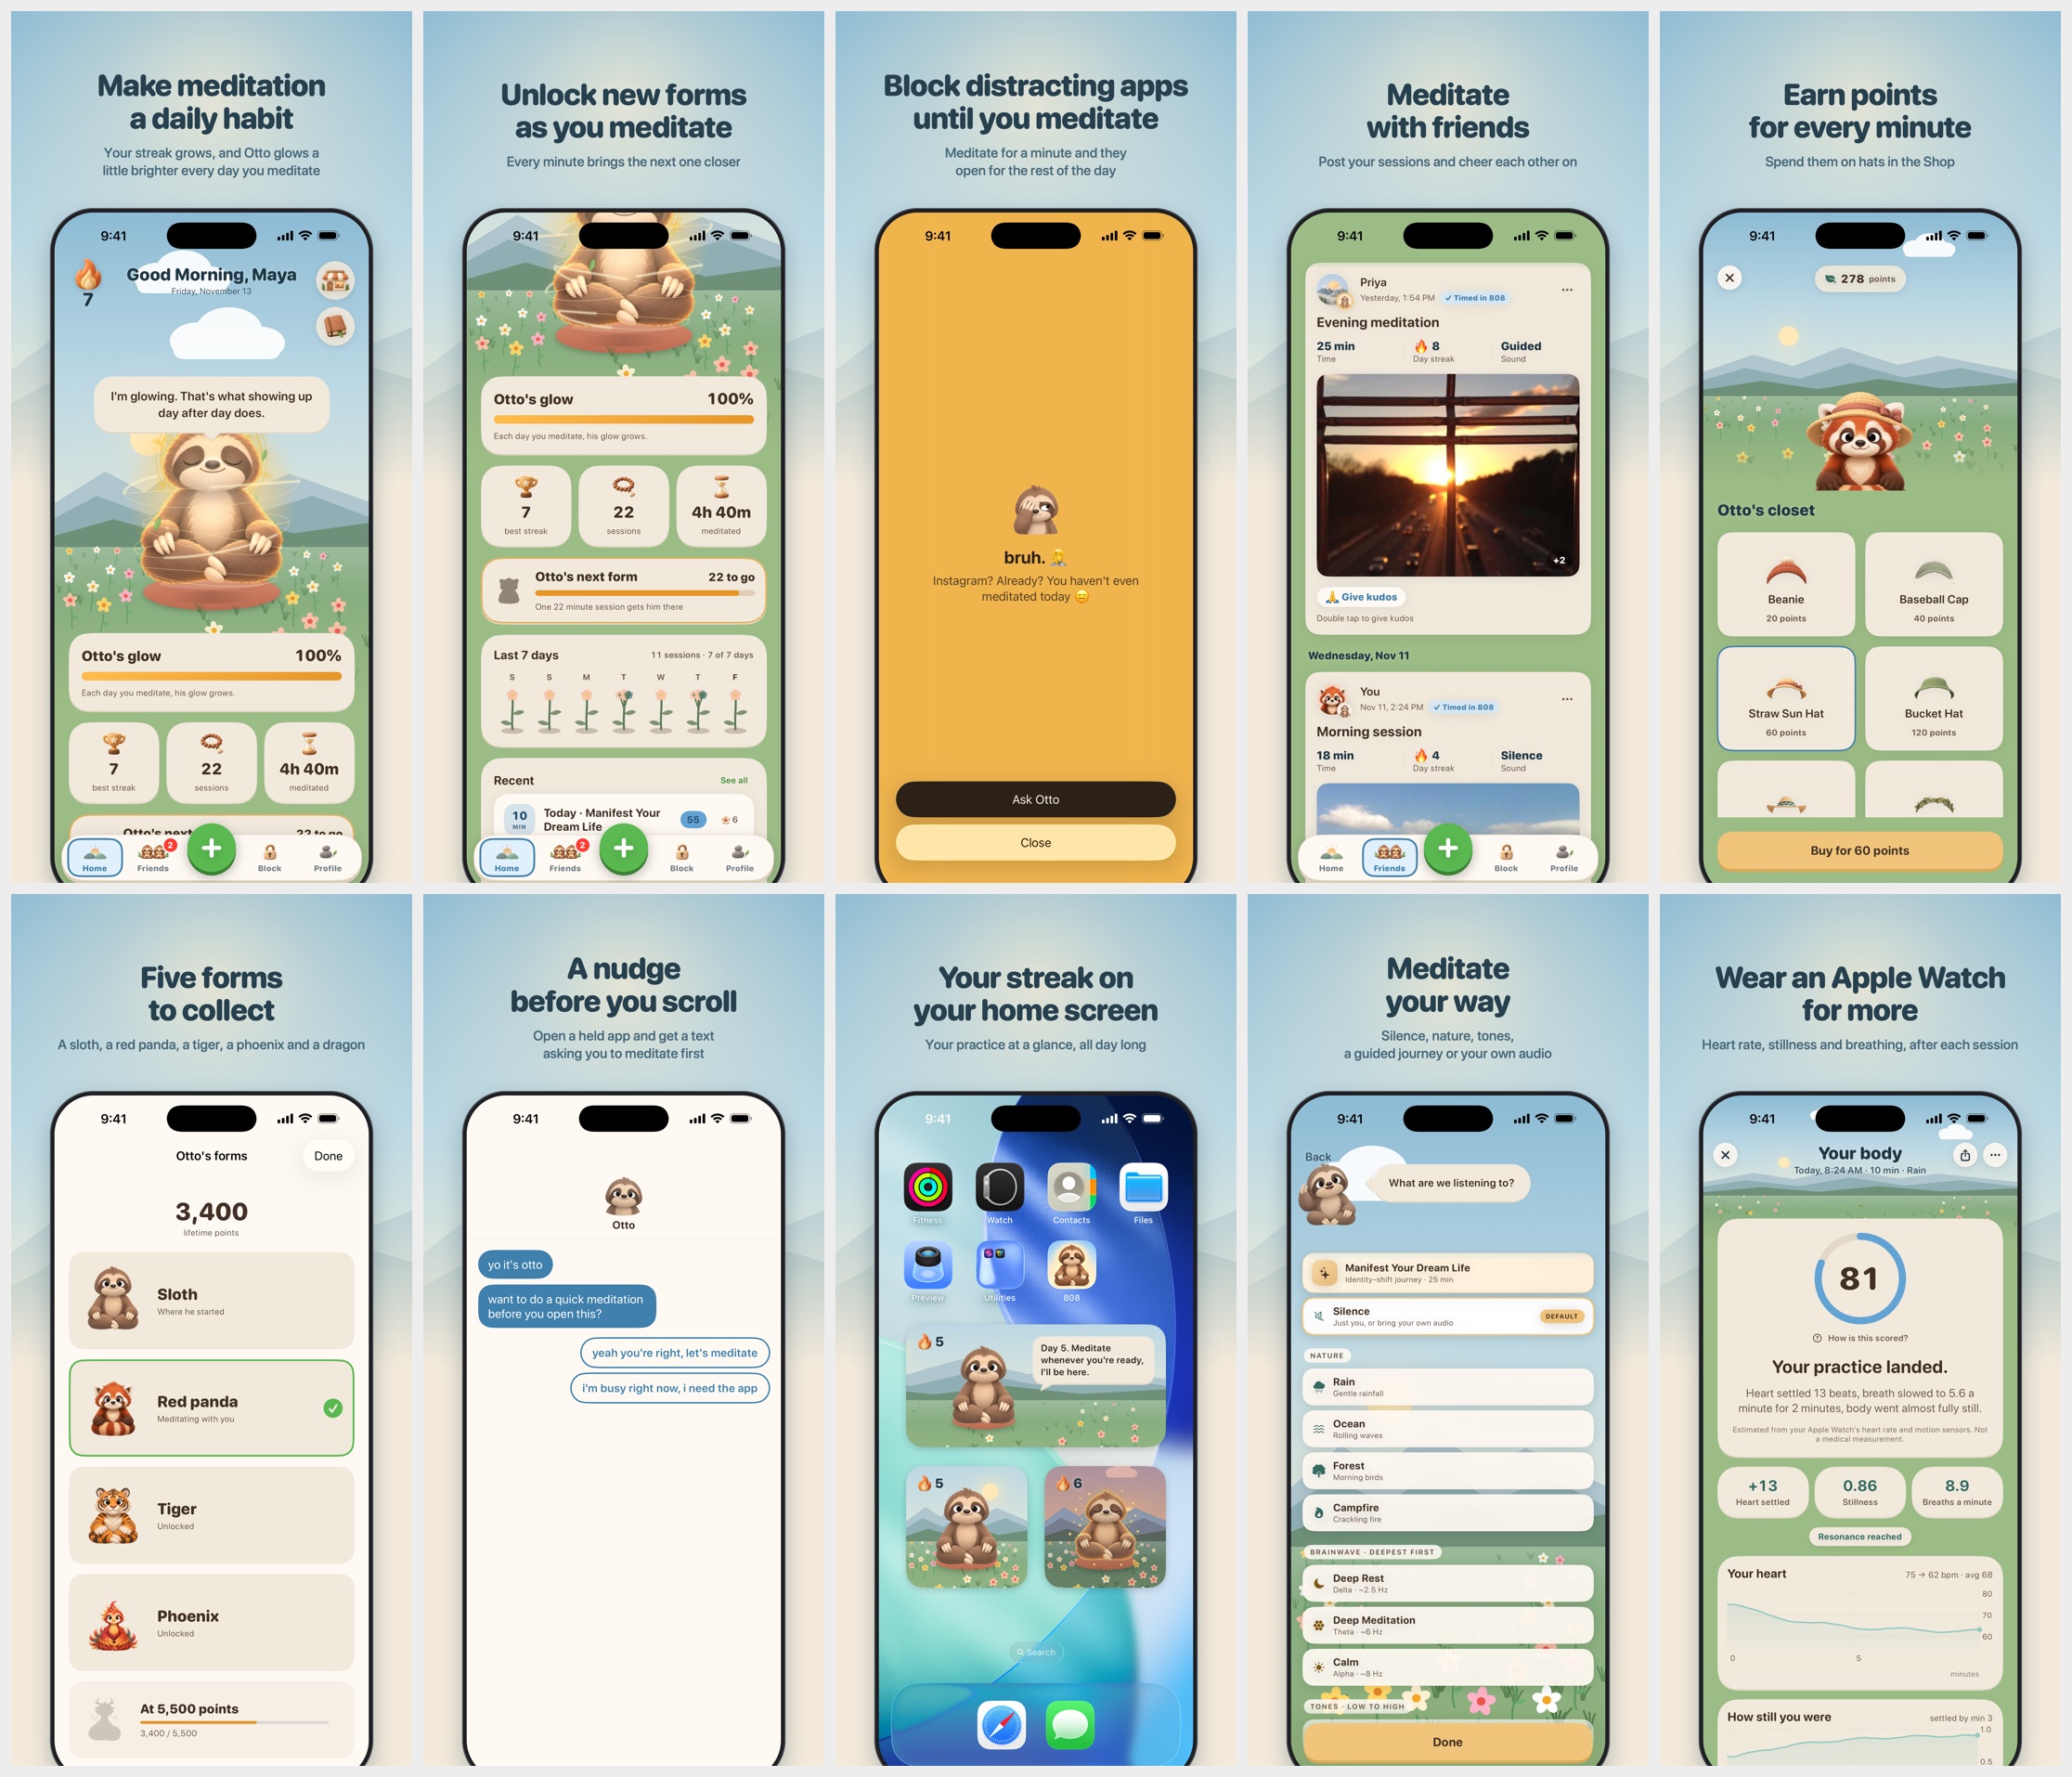 Make meditation
a daily habit
Your streak grows, and Otto glows a
little brighter every day you meditate
9:41
7
Good Morning, Maya
Friday, November 13
I'm glowing. That's what showing up
day after day does.
Otto's glow
100%
Each day you meditate, his glow grows.
7
best streak
22
sessions
4h 40m
meditated
Home
2
Friends
Block
Profile
Unlock new forms
as you meditate
Every minute brings the next one closer
9:41
Otto's glow
100%
Each day you meditate, his glow grows.
7
best streak
22
sessions
4h 40m
meditated
Otto's next form
22 to go
One 22 minute session gets him there
Last 7 days
11 sessions · 7 of 7 days
S S M T W T F
Recent
See all
10
MIN
Today · Manifest Your
Dream Life
55
6
Home
2
Friends
Block
Profile
Block distracting apps
until you meditate
Meditate for a minute and they
open for the rest of the day
9:41
bruh. 🤦
Instagram? Already? You haven't even
meditated today 😑
Ask Otto
Close
Meditate
with friends
Post your sessions and cheer each other on
9:41
Priya
Yesterday, 1:54 PM
✓ Timed in 808
Evening meditation
25 min
Time
🔥 8
Day streak
Guided
Sound
+2
🙏 Give kudos
Double tap to give kudos
Wednesday, Nov 11
You
Nov 11, 2:24 PM
✓ Timed in 808
Morning session
18 min
Time
🔥 4
Day streak
Silence
Sound
Home
Friends
Block
Profile
Earn points
for every minute
Spend them on hats in the Shop
9:41
278 points
Otto's closet
Beanie
20 points
Baseball Cap
40 points
Straw Sun Hat
60 points
Bucket Hat
120 points
Buy for 60 points
Five forms
to collect
A sloth, a red panda, a tiger, a phoenix and a dragon
9:41
Otto's forms
Done
3,400
lifetime points
Sloth
Where he started
Red panda
Meditating with you
Tiger
Unlocked
Phoenix
Unlocked
At 5,500 points
3,400 / 5,500
A nudge
before you scroll
Open a held app and get a text
asking you to meditate first
9:41
Otto
yo it's otto
want to do a quick meditation
before you open this?
yeah you're right, let's meditate
i'm busy right now, i need the app
Your streak on
your home screen
Your practice at a glance, all day long
9:41
Fitness
Watch
Contacts
Files
Preview
Utilities
808
🔥5
Day 5. Meditate
whenever you're ready,
I'll be here.
🔥5
🔥6
Search
Meditate
your way
Silence, nature, tones,
a guided journey or your own audio
9:41
Back
What are we listening to?
Manifest Your Dream Life
Identity-shift journey · 25 min
Silence
Just you, or bring your own audio
DEFAULT
NATURE
Rain
Gentle rainfall
Ocean
Rolling waves
Forest
Morning birds
Campfire
Crackling fire
BRAINWAVE · DEEPEST FIRST
Deep Rest
Delta · ~2.5 Hz
Deep Meditation
Theta · ~6 Hz
Calm
Alpha · ~8 Hz
TONES · LOW TO HIGH
Done
Wear an Apple Watch
for more
Heart rate, stillness and breathing, after each session
9:41
Your body
Today, 8:24 AM · 10 min · Rain
81
How is this scored?
Your practice landed.
Heart settled 13 beats, breath slowed to 5.6 a
minute for 2 minutes, body went almost fully still.
Estimated from your Apple Watch's heart rate and motion sensors. Not
a medical measurement.
+13
Heart settled
0.86
Stillness
8.9
Breaths a minute
Resonance reached
Your heart
75 → 62 bpm · avg 68
80
70
60
0
5
minutes
How still you were
settled by min 3
1.0
0.5